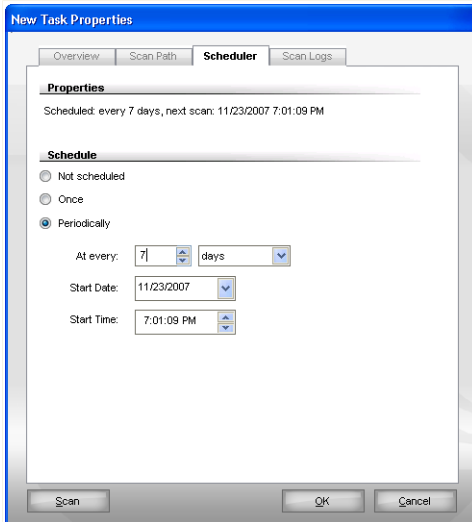 New Task Properties
Overview Scan Path Scheduler Scan Logs
Properties
Scheduled: every 7 days, next scan: 11/23/2007 7:01:09 PM
Schedule
Not scheduled
Once
Periodically
At every: 7 days
Start Date: 11/23/2007
Start Time: 7:01:09 PM
Scan OK Cancel